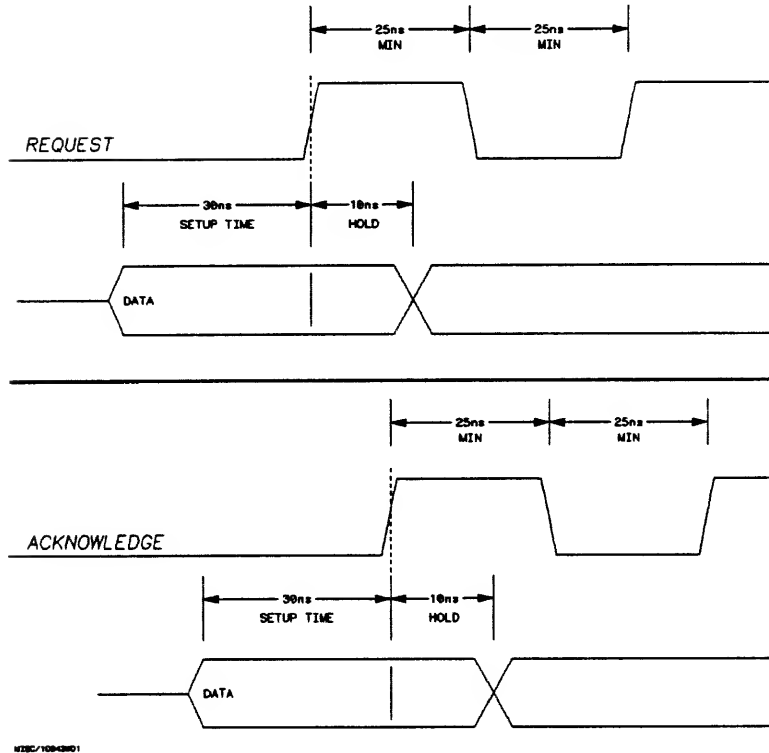 25ns
MIN
25ns
MIN
REQUEST
30ns
SETUP TIME
10ns
HOLD
DATA
25ns
MIN
25ns
MIN
ACKNOWLEDGE
30ns
SETUP TIME
10ns
HOLD
DATA